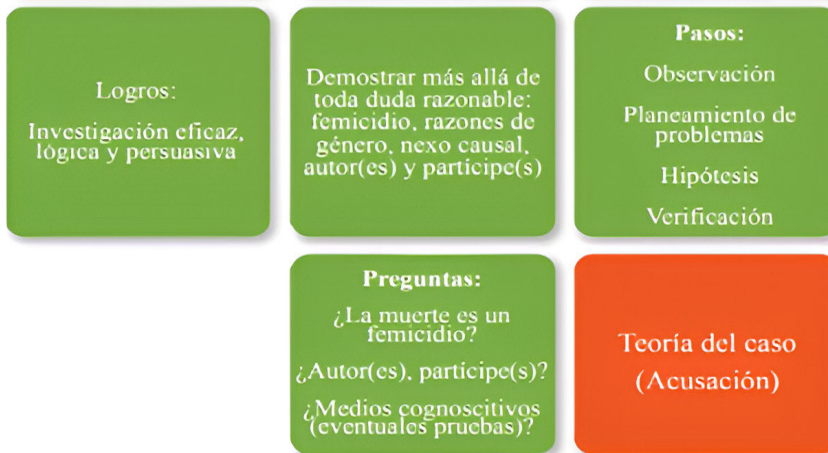 Logros:
Investigación eficaz,
lógica y persuasiva
Demostrar más allá de
toda duda razonable:
femicidio, razones de
género, nexo causal,
autor(es) y partícipe(s)
Pasos:
Observación
Planeamiento de
problemas
Hipótesis
Verificación
Preguntas:
¿La muerte es un
femicidio?
¿Autor(es), partícipe(s)?
¿Medios cognoscitivos
(eventuales pruebas)?
Teoría del caso
(Acusación)